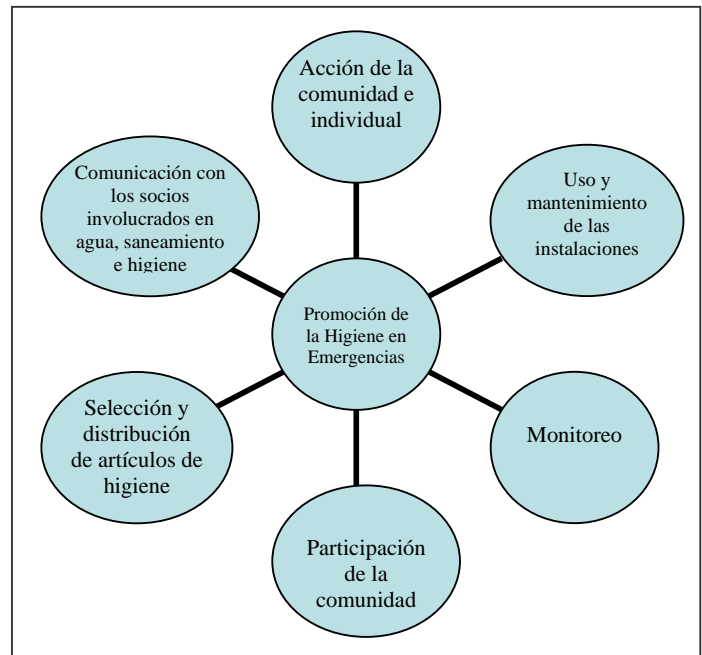 Acción de la
comunidad e
individual
Comunicación con
los socios
involucrados en
agua, saneamiento
e higiene
Uso y
mantenimiento
de las
instalaciones
Promoción de
la Higiene en
Emergencias
Selección y
distribución
de artículos de
higiene
Monitoreo
Participación
de la
comunidad